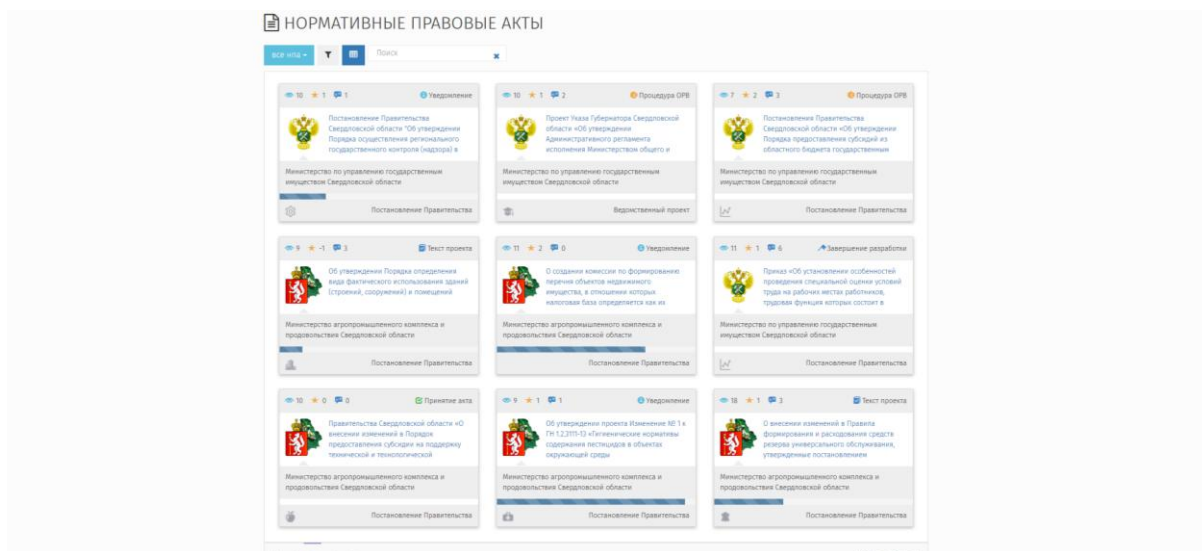 НОРМАТИВНЫЕ ПРАВОВЫЕ АКТЫ
все нпа
Поиск
10 1 1 Уведомление
Постановление Правительства
Свердловской области "Об утверждении
Порядка осуществления регионального
государственного контроля (надзора) в
Министерство по управлению государственным
имуществом Свердловской области
Постановление Правительства
10 1 2 Процедура ОРВ
Проект Указа Губернатора Свердловской
области «Об утверждении
Административного регламента
исполнения Министерством общего и
Министерство по управлению государственным
имуществом Свердловской области
Ведомственный проект
7 2 3 Процедура ОРВ
Постановления Правительства
Свердловской области «Об утверждении
Порядка предоставления субсидий из
областного бюджета государственным
Министерство по управлению государственным
имуществом Свердловской области
Постановление Правительства
9 -1 3 Текст проекта
Об утверждении Порядка определения
вида фактического использования зданий
(строений, сооружений) и помещений
Министерство агропромышленного комплекса и
продовольствия Свердловской области
Постановление Правительства
11 2 0 Уведомление
О создании комиссии по формированию
перечня объектов недвижимого
имущества, в отношении которых
налоговая база определяется как их
Министерство агропромышленного комплекса и
продовольствия Свердловской области
Постановление Правительства
11 1 6 Завершение разработки
Приказ «Об установлении особенностей
проведения специальной оценки условий
труда на рабочих местах работников,
трудовая функция которых состоит в
Министерство по управлению государственным
имуществом Свердловской области
Постановление Правительства
10 0 0 Принятие акта
Правительства Свердловской области «О
внесении изменений в Порядок
предоставления субсидии на поддержку
технической и технологической
Министерство агропромышленного комплекса и
продовольствия Свердловской области
Постановление Правительства
9 1 1 Уведомление
Об утверждении проекта Изменение № 1 к
ГН 1.2.3111-13 «Гигиенические нормативы
содержания пестицидов в объектах
окружающей среды
Министерство агропромышленного комплекса и
продовольствия Свердловской области
Постановление Правительства
18 1 3 Текст проекта
О внесении изменений в Правила
формирования и расходования средств
резерва универсального обслуживания,
утвержденные постановлением
Министерство агропромышленного комплекса и
продовольствия Свердловской области
Постановление Правительства